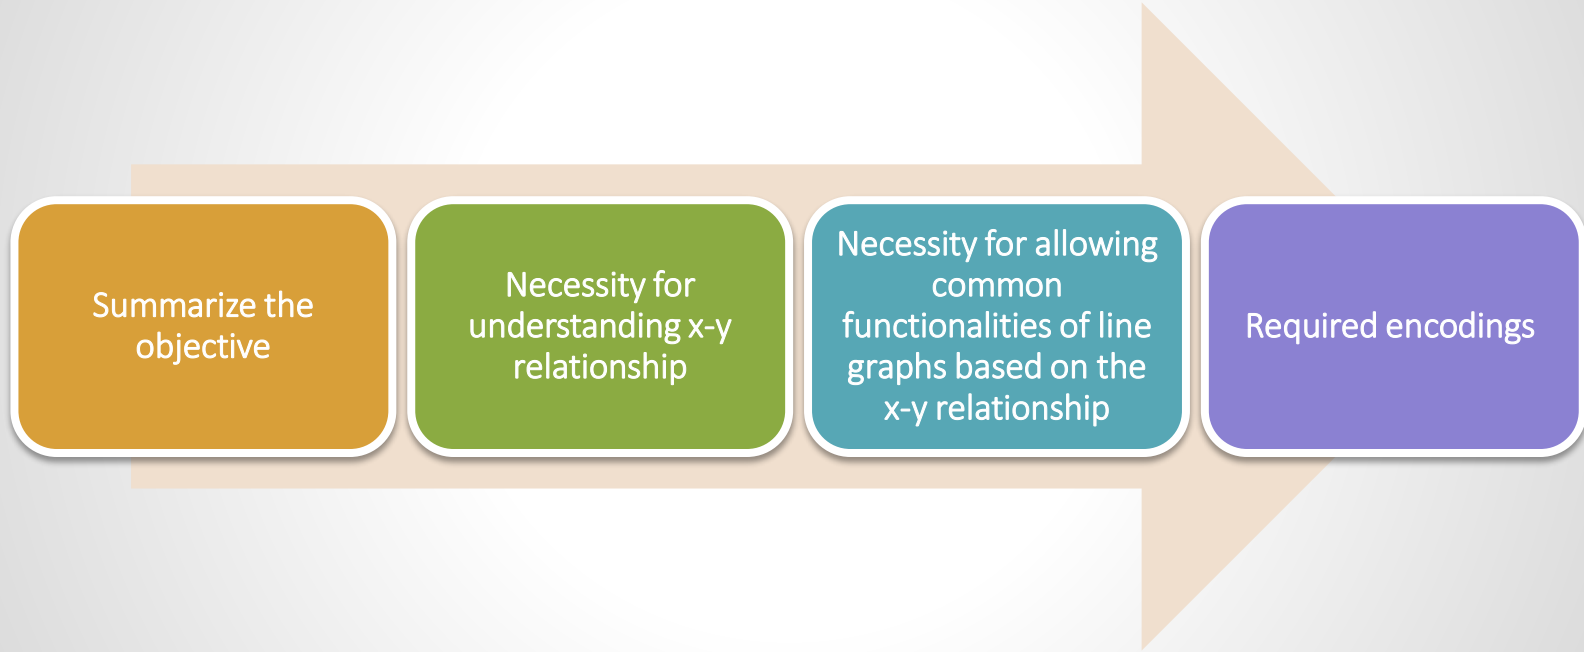 Summarize the
objective
Necessity for
understanding x-y
relationship
Necessity for allowing
common
functionalities of line
graphs based on the
x-y relationship
Required encodings